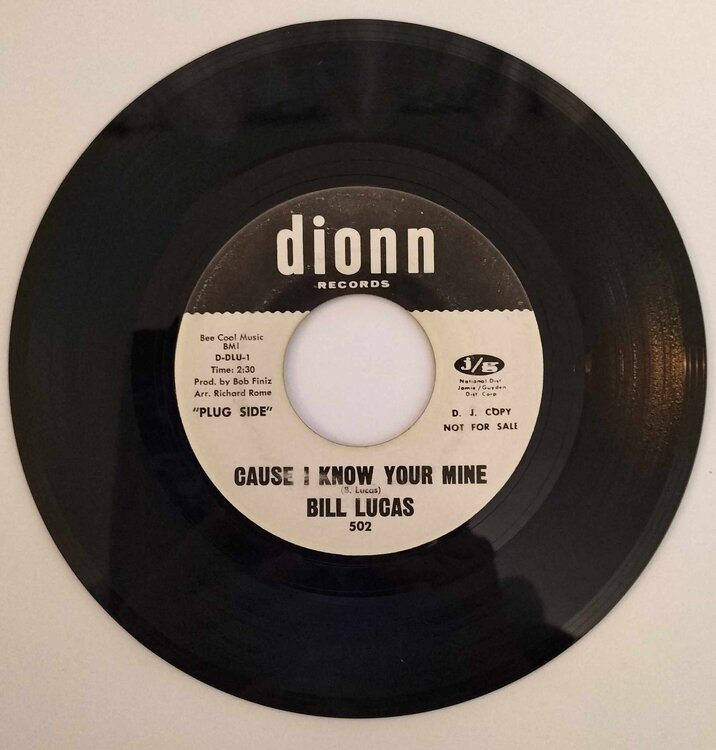 dionn
RECORDS
Bee Cool Music
BMI
D-DLU-1
Time: 2:30
Prod. by Bob Finiz
Arr. Richard Rome
"PLUG SIDE"
j/g
National Dist
Jamie/Guyden
Dist Corp
D. J. COPY
NOT FOR SALE
CAUSE I KNOW YOUR MINE
(B. Lucas)
BILL LUCAS
502